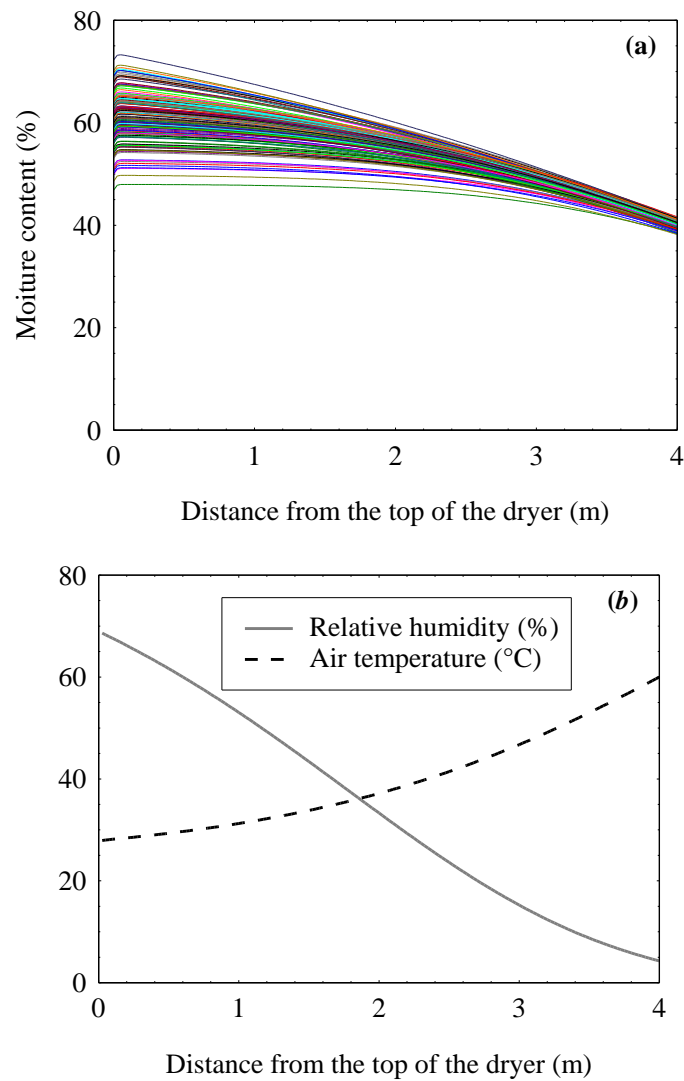 80
(a)
60
40
20
0
0 1 2 3 4
Moiture content (%)
Distance from the top of the dryer (m)
80
(b)
Relative humidity (%)
Air temperature (°C)
60
40
20
0
0 1 2 3 4
Distance from the top of the dryer (m)